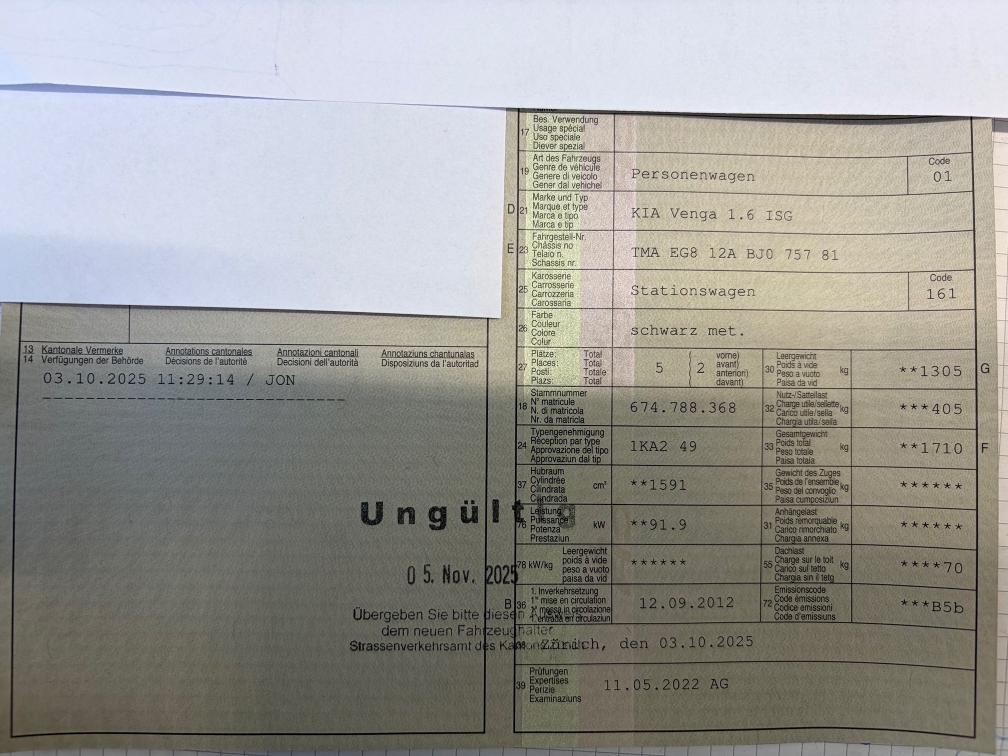 17 Bes. Verwendung
Usage spécial
Uso speciale
Diever spezial
19 Art des Fahrzeugs
Genre de véhicule
Genere di veicolo
Gener dal vehichel
Personenwagen
Code
01
D 21 Marke und Typ
Marque et type
Marca e tipo
Marca e tip
KIA Venga 1.6 ISG
E 23 Fahrgestell-Nr.
Châssis no
Telaio n.
Schassis nr.
TMA EG8 12A BJ0 757 81
25 Karosserie
Carrosserie
Carrozzeria
Carossaria
Stationswagen
Code
161
26 Farbe
Couleur
Colore
Colur
schwarz met.
27 Plätze: Total
Places: Total
Posti: Totale
Plazs: Total
5 ( 2 vorne)
avant)
anteriori)
davant)
30 Leergewicht
Poids à vide
Peso a vuoto
Paisa da vid
kg
**1305 G
18 Stammnummer
N° matricule
N. di matricola
Nr. da matricla
674.788.368
32 Nutz-/Sattellast
Charge utile/sellette
Carico utile/sella
Chargia utila/sella
kg
***405
24 Typengenehmigung
Réception par type
Approvazione del tipo
Approvaziun dal tip
1KA2 49
33 Gesamtgewicht
Poids total
Peso totale
Paisa totala
kg
**1710 F
37 Hubraum
Cylindrée
Cilindrata
Cilindrada
cm³
**1591
35 Gewicht des Zuges
Poids de l'ensemble
Peso del convoglio
Paisa cumposiziun
kg
******
76 Leistung
Puissance
Potenza
Prestaziun
kW
**91.9
31 Anhängelast
Poids remorquable
Carico rimorchiato
Chargia annexa
kg
******
78 kW/kg Leergewicht
poids à vide
peso a vuoto
paisa da vid
******
55 Dachlast
Charge sur le toit
Carico sul tetto
Chargia sin il tetg
kg
****70
B 36 1. Inverkehrsetzung
1re mise en circulation
1a messa in circolazione
1. entrada en circulaziun
12.09.2012
72 Emissionscode
Code émissions
Codice emissioni
Code d'emissiuns
***B5b
38 Zürich, den 03.10.2025
39 Prüfungen
Expertises
Perizie
Examinaziuns
11.05.2022 AG
13 Kantonale Vermerke Annotations cantonales Annotazioni cantonali Annotaziuns chantunalas
14 Verfügungen der Behörde Décisions de l'autorité Decisioni dell'autorità Disposiziuns da l'autoritad
03.10.2025 11:29:14 / JON
--------------------------------
Ungültig
05. Nov. 2025
Übergeben Sie bitte diesen Ausweis
dem neuen Fahrzeughalter
Strassenverkehrsamt des Kantons